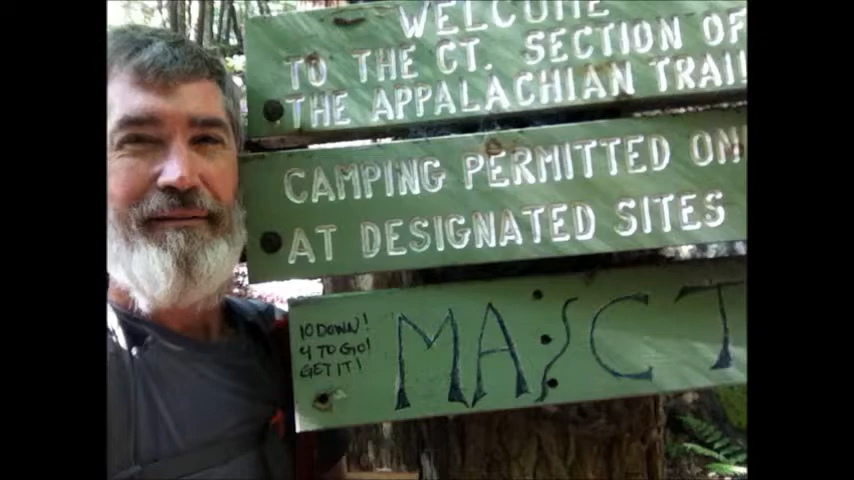 WELCOME
TO THE CT. SECTION OF
THE APPALACHIAN TRAIL
CAMPING PERMITTED ON
AT DESIGNATED SITES
10 DOWN!
4 TO GO!
GET IT!
MA CT